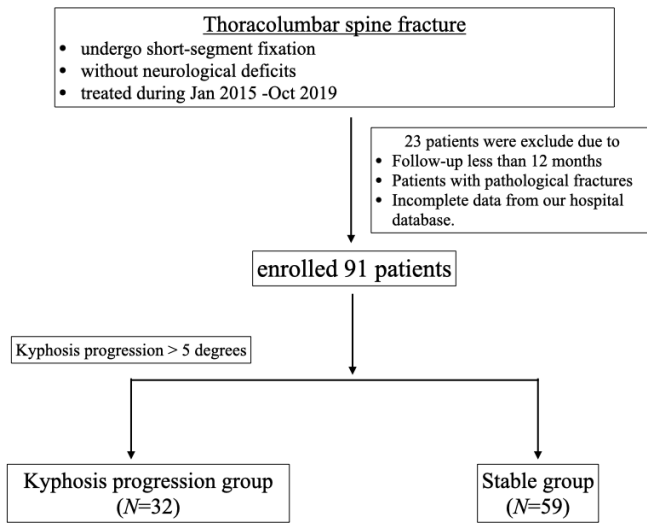 Thoracolumbar spine fracture
• undergo short-segment fixation
• without neurological deficits
• treated during Jan 2015 -Oct 2019
23 patients were exclude due to
• Follow-up less than 12 months
• Patients with pathological fractures
• Incomplete data from our hospital
database.
enrolled 91 patients
Kyphosis progression > 5 degrees
Kyphosis progression group
(N=32)
Stable group
(N=59)